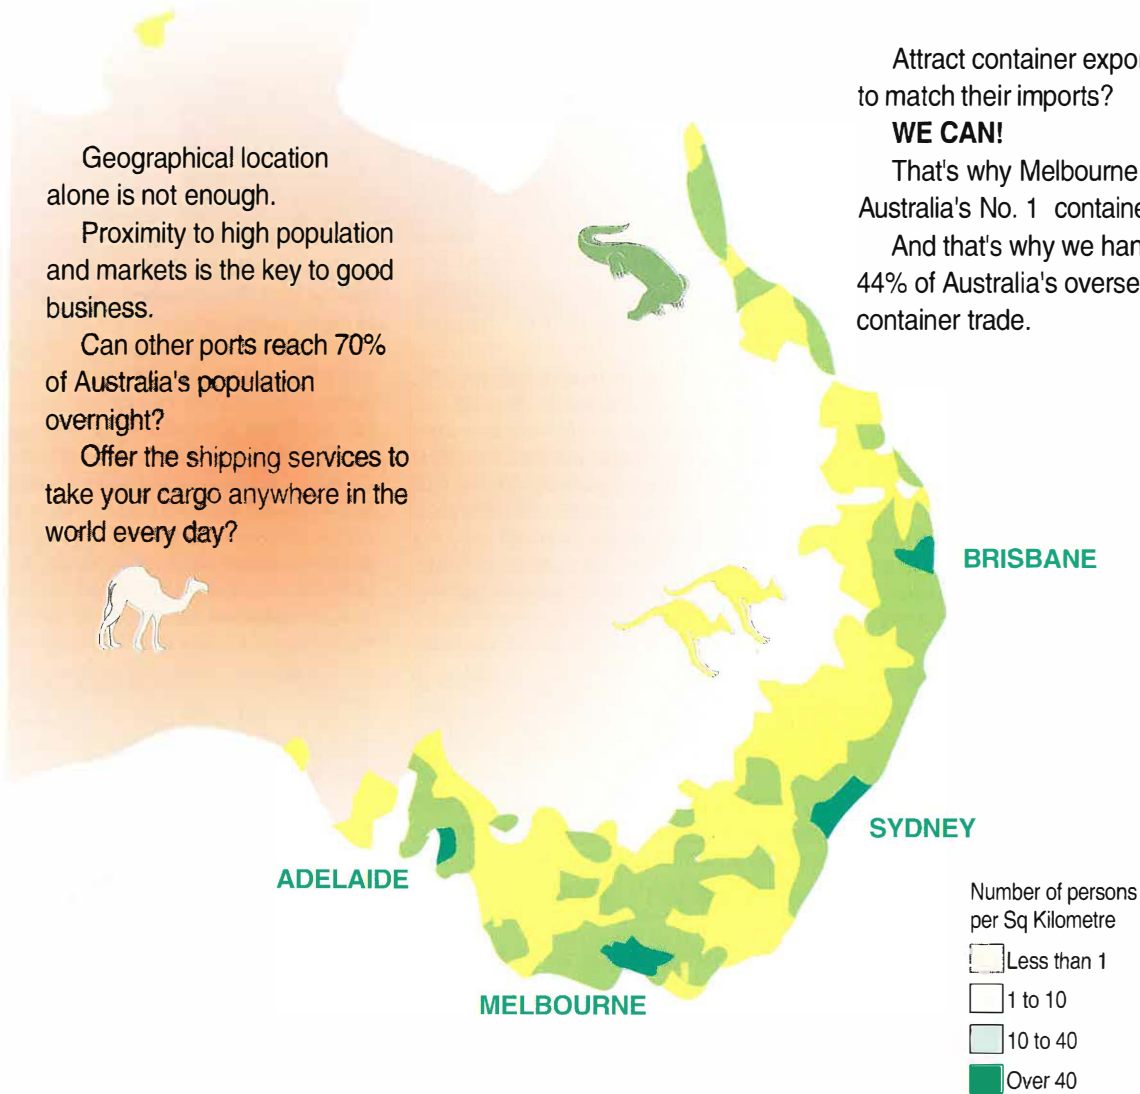 Geographical location
alone is not enough.
Proximity to high population
and markets is the key to good
business.
Can other ports reach 70%
of Australia's population
overnight?
Offer the shipping services to
take your cargo anywhere in the
world every day?
Attract container expor
to match their imports?
WE CAN!
That's why Melbourne
Australia's No. 1 containe
And that's why we han
44% of Australia's overse
container trade.
BRISBANE
SYDNEY
ADELAIDE
MELBOURNE
Number of persons
per Sq Kilometre
Less than 1
1 to 10
10 to 40
Over 40